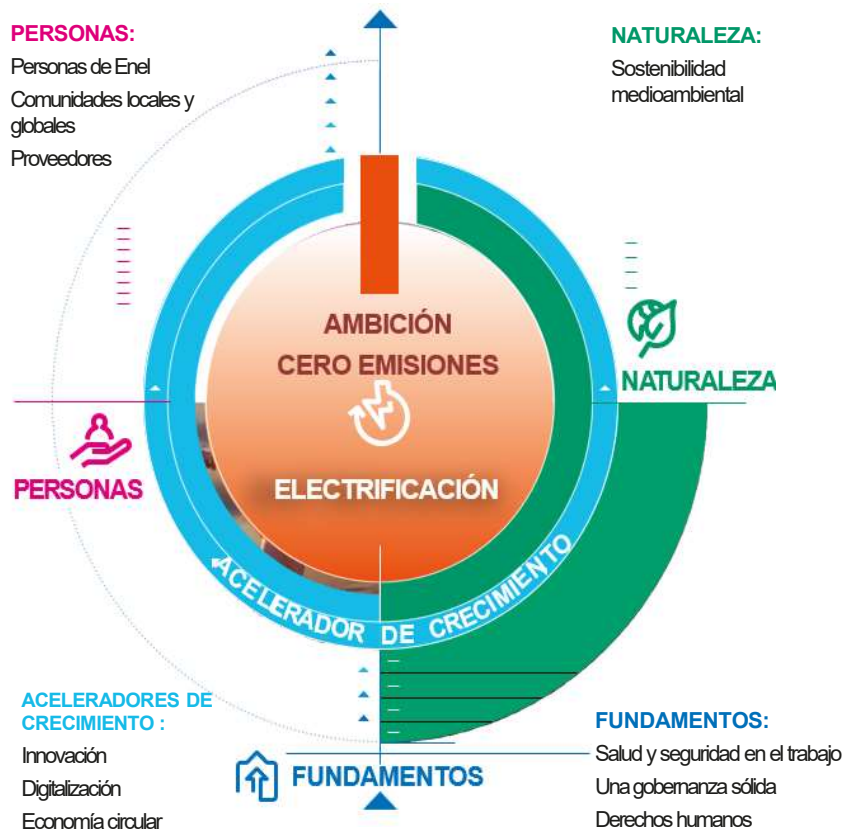 PERSONAS:
Personas de Enel
Comunidades locales y
globales
Proveedores
NATURALEZA:
Sostenibilidad
medioambiental
AMBICIÓN
CERO EMISIONES
ELECTRIFICACIÓN
NATURALEZA
PERSONAS
ACELERADOR DE CRECIMIENTO
ACELERADORES DE
CRECIMIENTO :
Innovación
Digitalización
Economía circular
FUNDAMENTOS
FUNDAMENTOS:
Salud y seguridad en el trabajo
Una gobernanza sólida
Derechos humanos